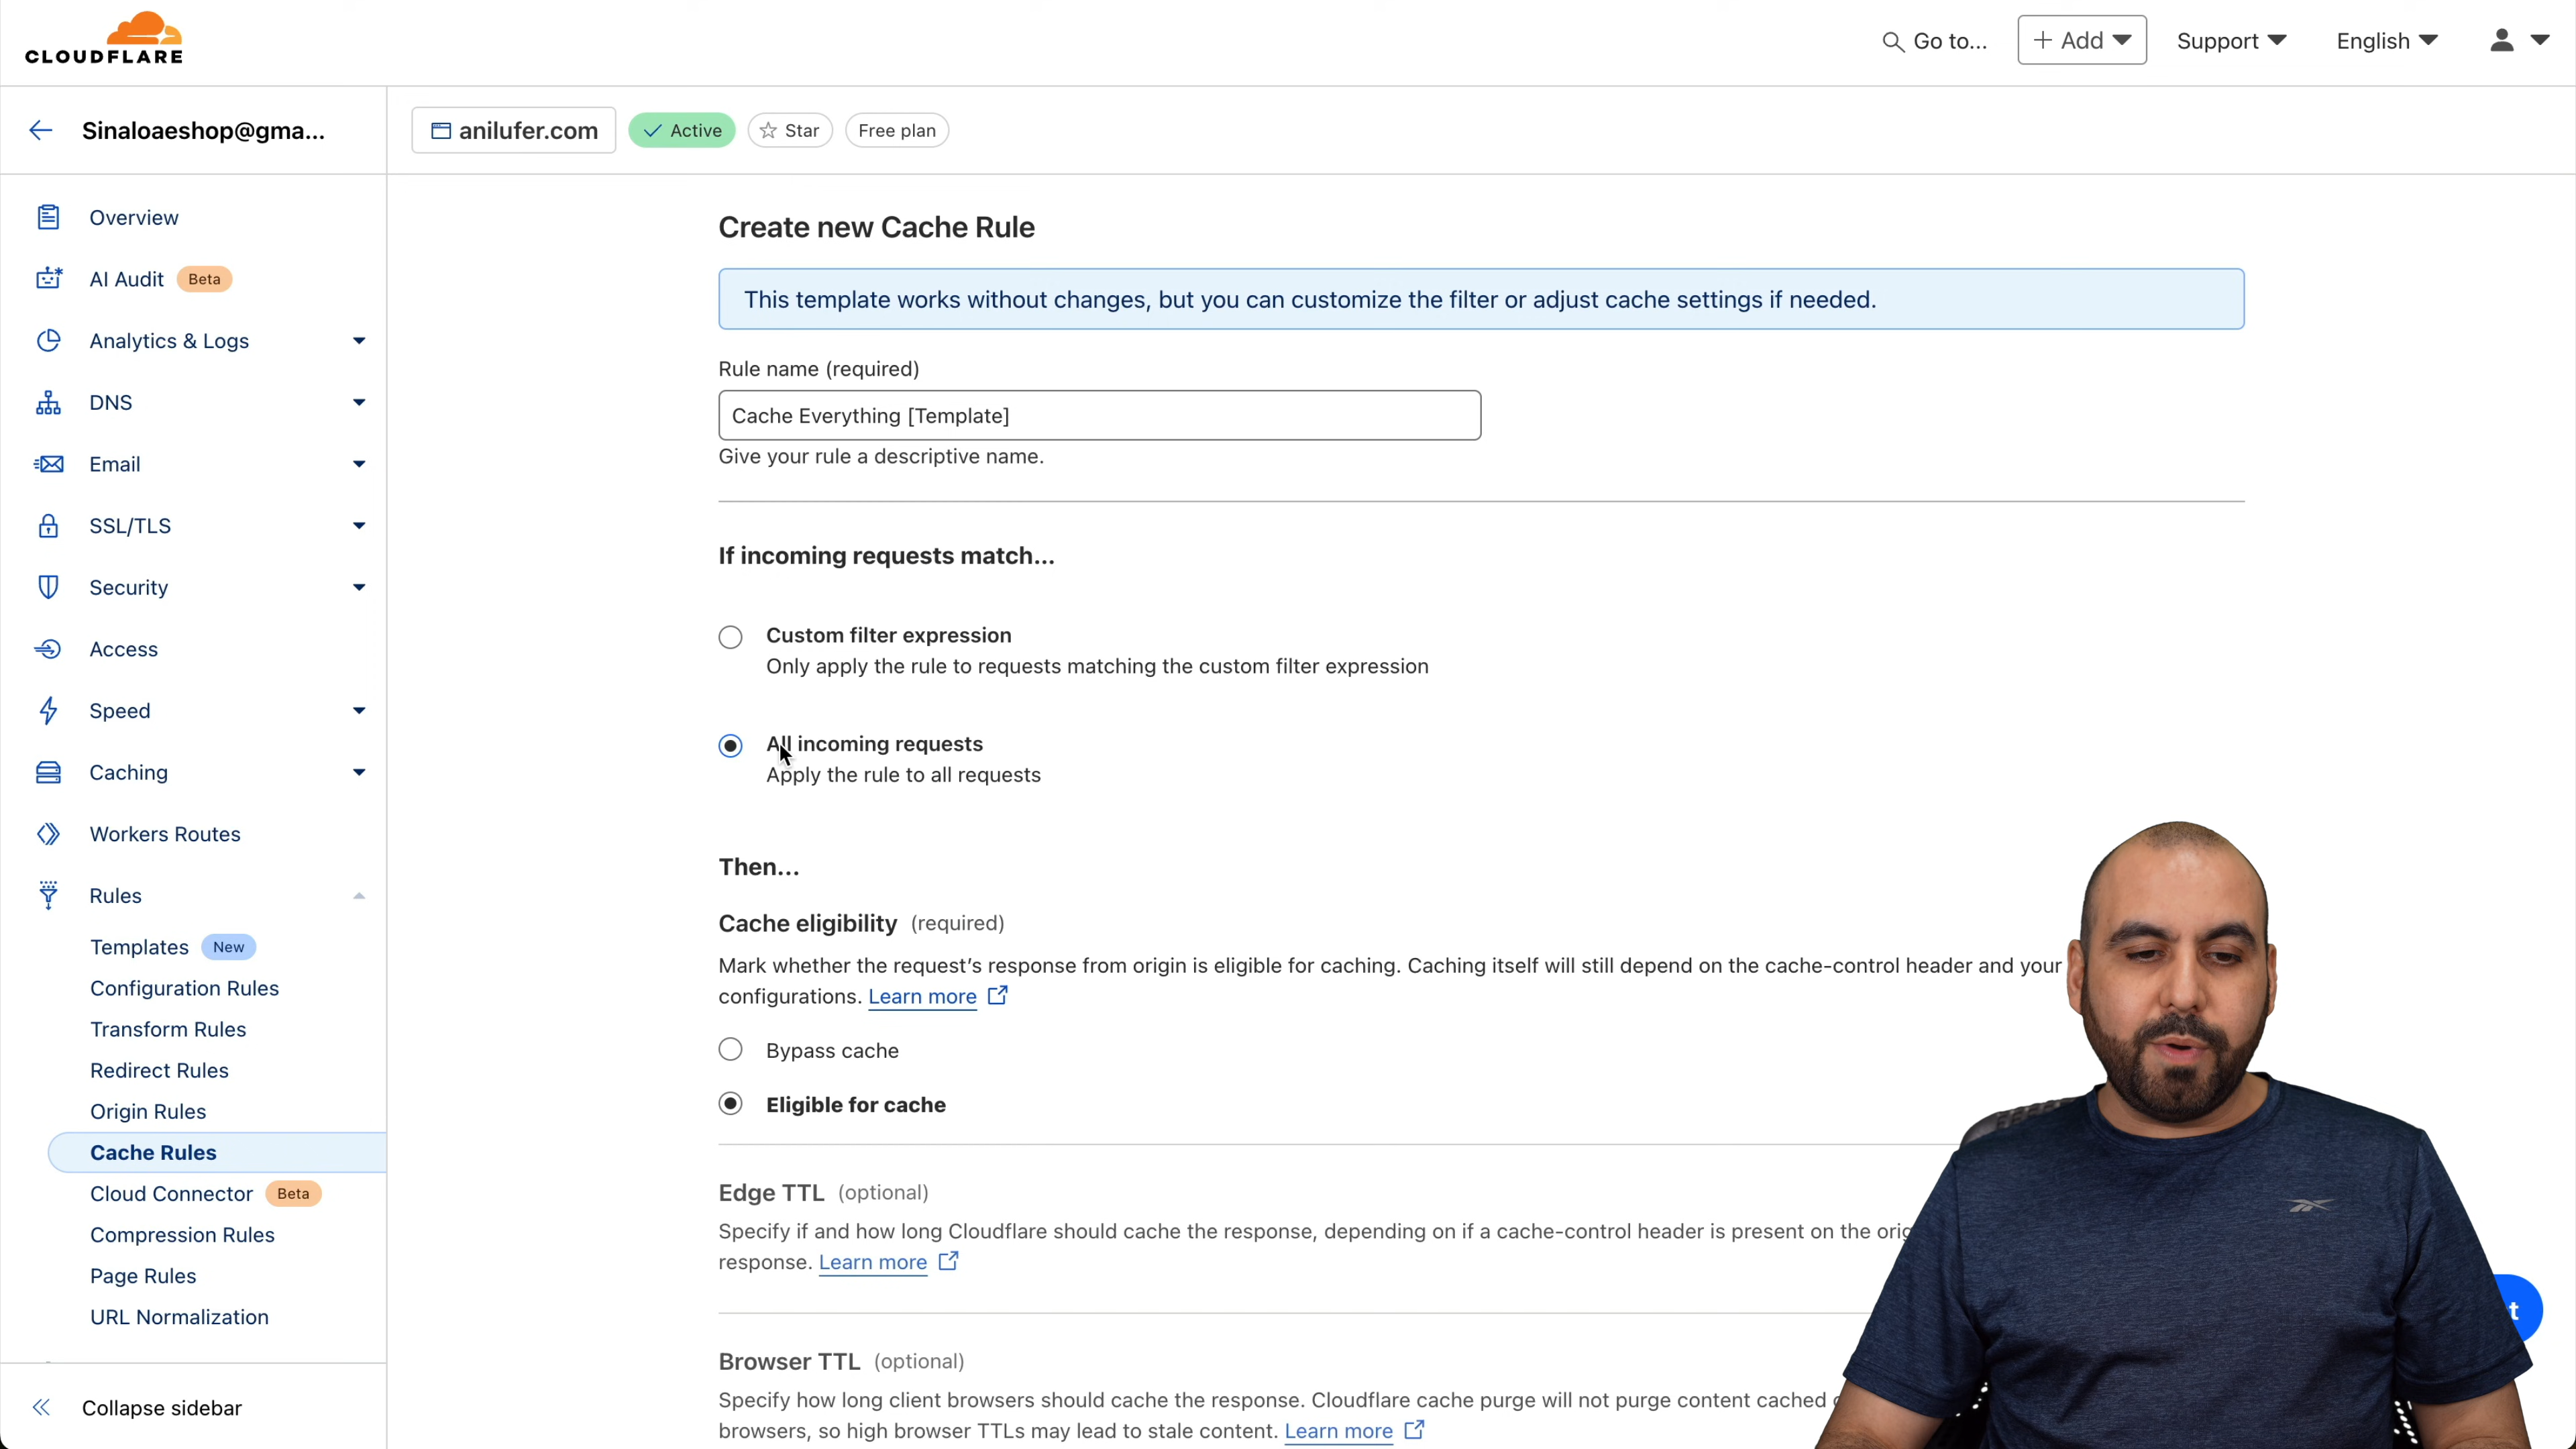 CLOUDFLARE
Go to...
Add
Support
English
Sinaloaeshop@gma...
anilufer.com
Active
Star
Free plan
Overview
AI Audit Beta
Analytics & Logs
DNS
Email
SSL/TLS
Security
Access
Speed
Caching
Workers Routes
Rules
Templates New
Configuration Rules
Transform Rules
Redirect Rules
Origin Rules
Cache Rules
Cloud Connector Beta
Compression Rules
Page Rules
URL Normalization
Collapse sidebar
Create new Cache Rule
This template works without changes, but you can customize the filter or adjust cache settings if needed.
Rule name (required)
Cache Everything [Template]
Give your rule a descriptive name.
If incoming requests match...
Custom filter expression
Only apply the rule to requests matching the custom filter expression
All incoming requests
Apply the rule to all requests
Then...
Cache eligibility (required)
Mark whether the request's response from origin is eligible for caching. Caching itself will still depend on the cache-control header and your
configurations. Learn more
Bypass cache
Eligible for cache
Edge TTL (optional)
Specify if and how long Cloudflare should cache the response, depending on if a cache-control header is present on the
response. Learn more
Browser TTL (optional)
Specify how long client browsers should cache the response. Cloudflare cache purge will not purge content cached
browsers, so high browser TTLs may lead to stale content. Learn more